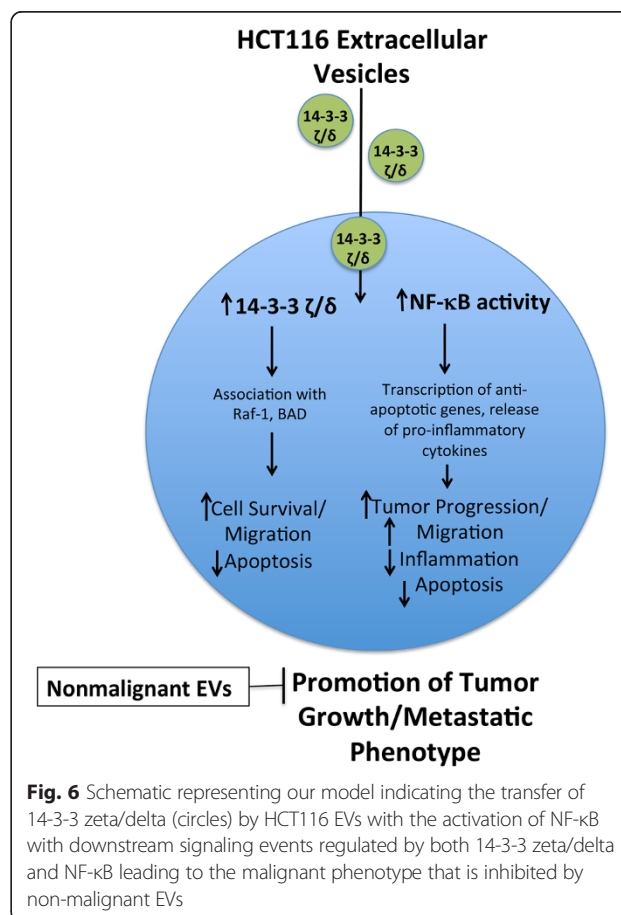 HCT116 Extracellular
Vesicles
14-3-3
ζ/δ
14-3-3
ζ/δ
14-3-3
ζ/δ
↑14-3-3 ζ/δ
↑NF-κB activity
Association with
Raf-1, BAD
Transcription of anti-
apoptotic genes, release
of pro-inflammatory
cytokines
↑Cell Survival/
Migration
↓Apoptosis
↑Tumor Progression/
↑Migration
↓Inflammation
↓Apoptosis
Nonmalignant EVs
Promotion of Tumor
Growth/Metastatic
Phenotype
Fig. 6 Schematic representing our model indicating the transfer of
14-3-3 zeta/delta (circles) by HCT116 EVs with the activation of NF-κB
with downstream signaling events regulated by both 14-3-3 zeta/delta
and NF-κB leading to the malignant phenotype that is inhibited by
non-malignant EVs